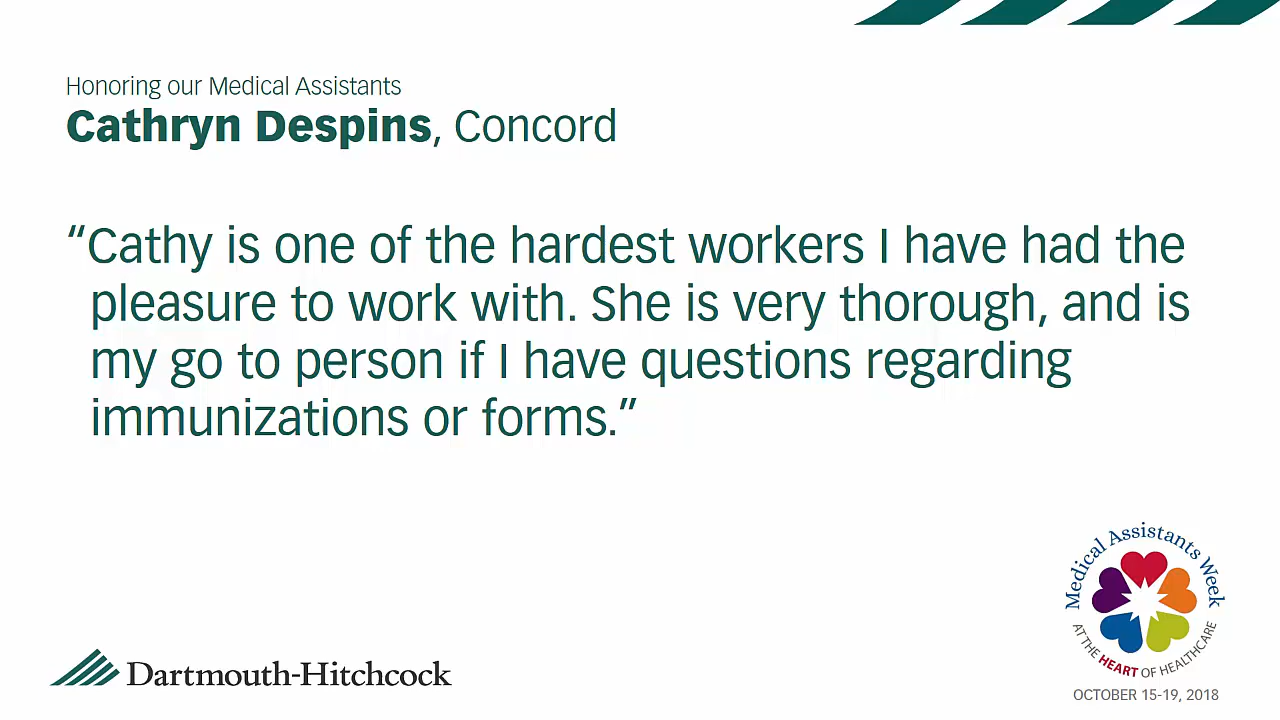 Honoring our Medical Assistants
Cathryn Despins, Concord
“Cathy is one of the hardest workers I have had the
pleasure to work with. She is very thorough, and is
my go to person if I have questions regarding
immunizations or forms.”
Medical Assistants Week
AT THE HEART OF HEALTHCARE
OCTOBER 15-19, 2018
Dartmouth-Hitchcock